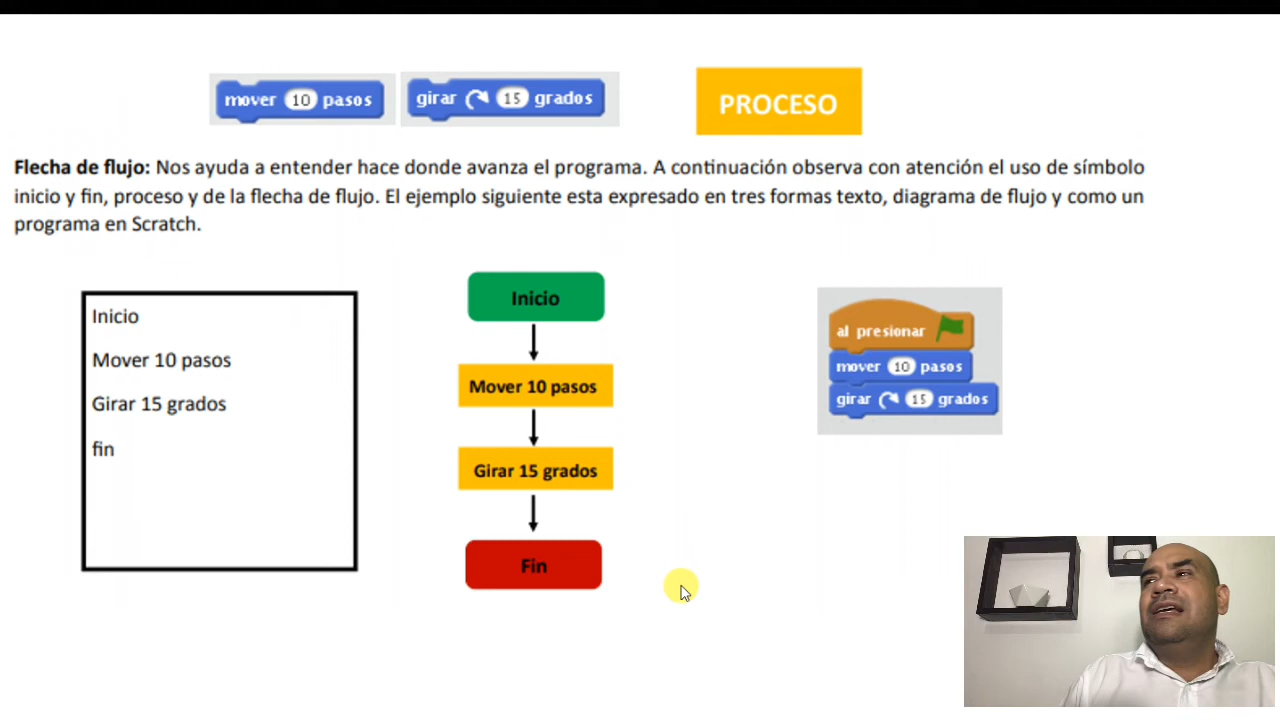 mover 10 pasos
girar 15 grados
PROCESO
Flecha de flujo: Nos ayuda a entender hace donde avanza el programa. A continuación observa con atención el uso de símbolo
inicio y fin, proceso y de la flecha de flujo. El ejemplo siguiente esta expresado en tres formas texto, diagrama de flujo y como un
programa en Scratch.
Inicio
Mover 10 pasos
Girar 15 grados
fin
Inicio
Mover 10 pasos
Girar 15 grados
Fin
al presionar
mover 10 pasos
girar 15 grados